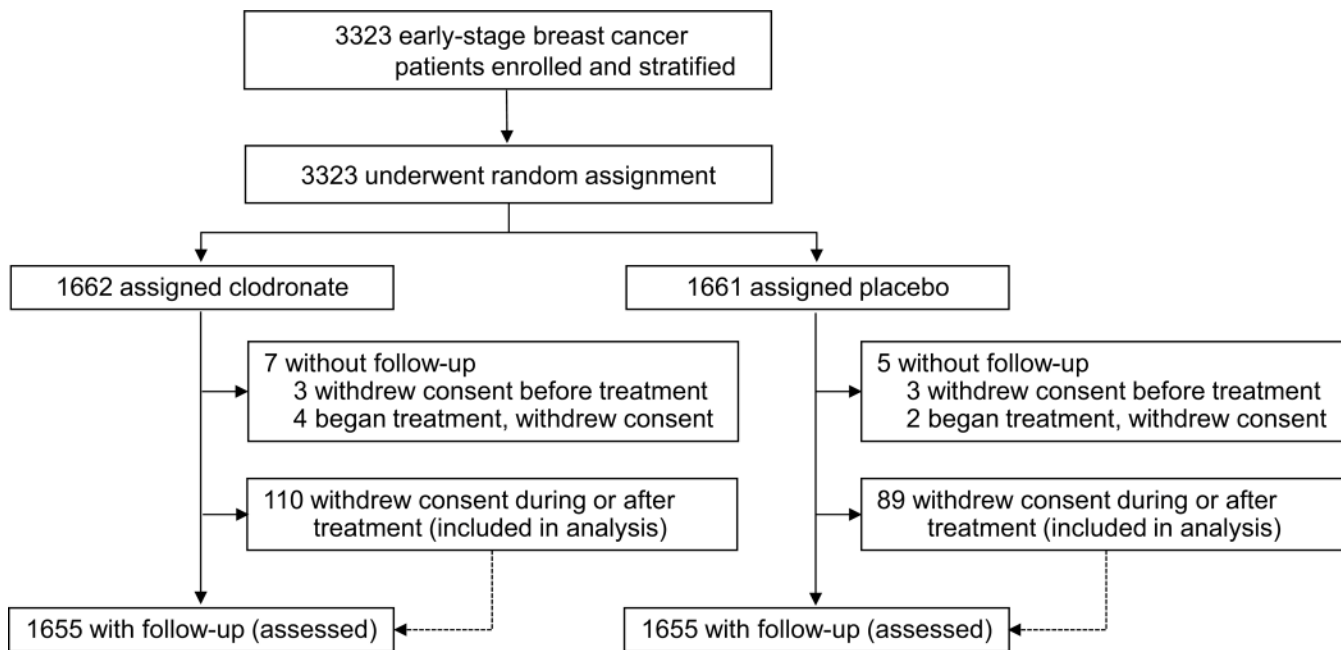 3323 early-stage breast cancer
patients enrolled and stratified
3323 underwent random assignment
1662 assigned clodronate
1661 assigned placebo
7 without follow-up
3 withdrew consent before treatment
4 began treatment, withdrew consent
5 without follow-up
3 withdrew consent before treatment
2 began treatment, withdrew consent
110 withdrew consent during or after
treatment (included in analysis)
89 withdrew consent during or after
treatment (included in analysis)
1655 with follow-up (assessed)
1655 with follow-up (assessed)